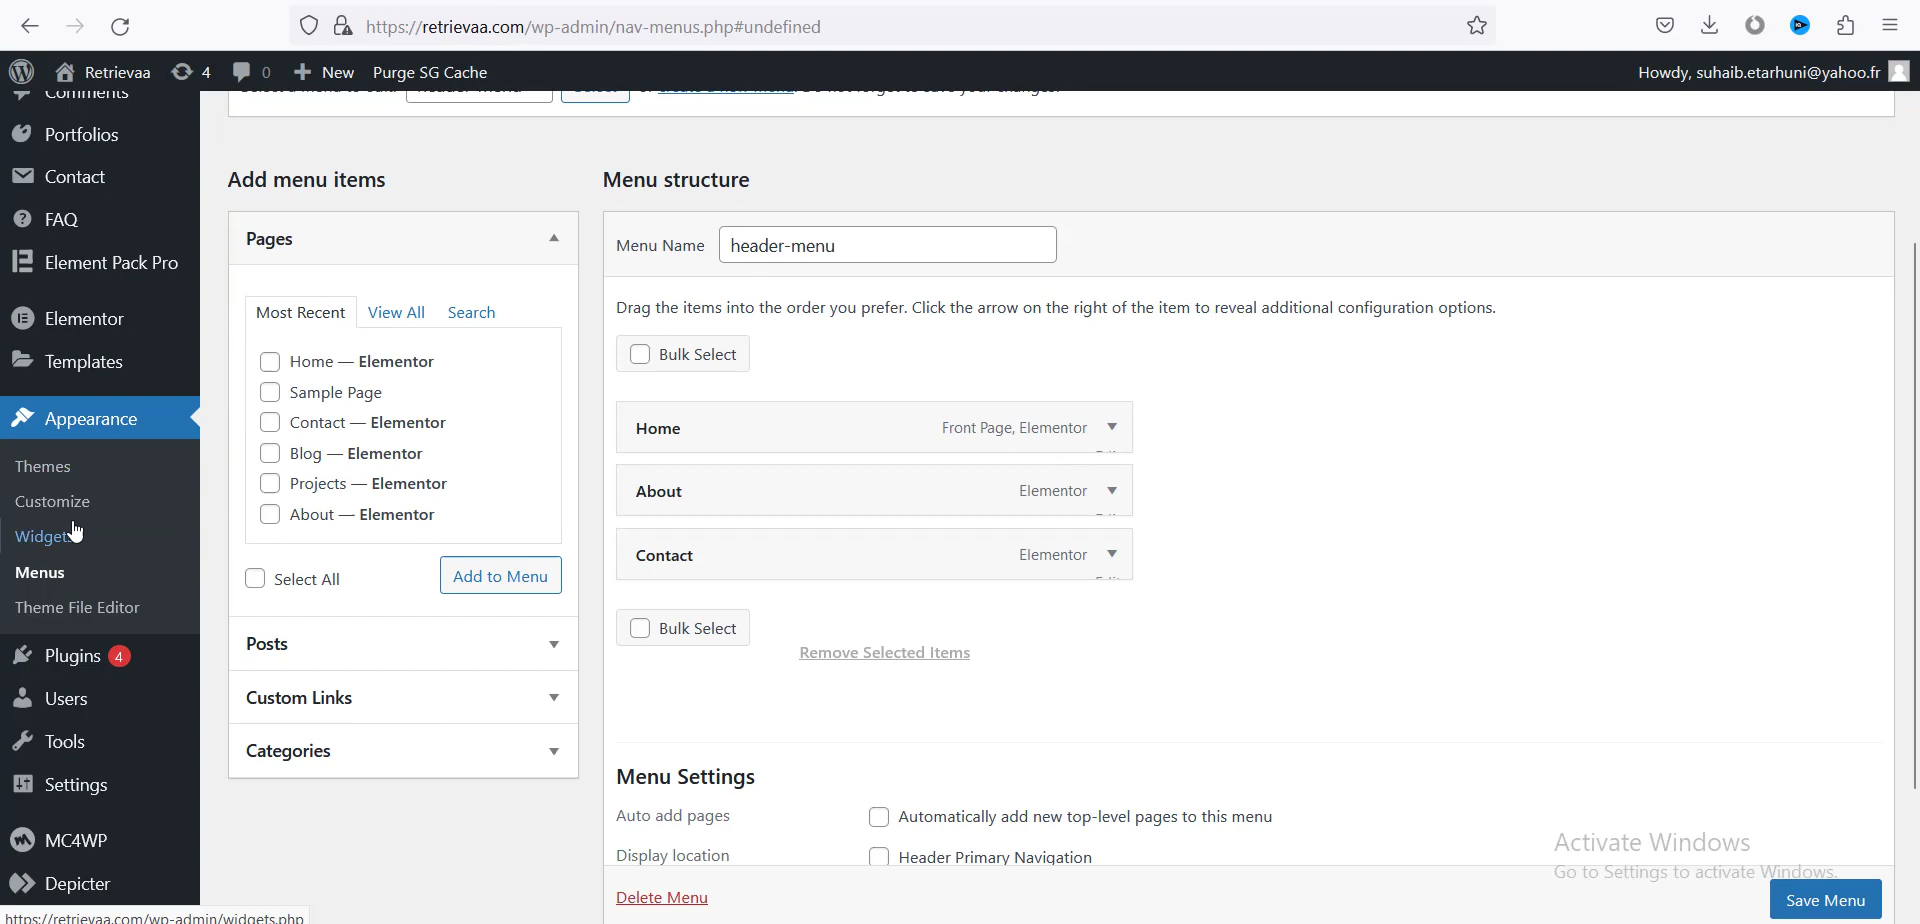 https://retrievaa.com/wp-admin/nav-menus.php#undefined
Retrievaa 4 0 New Purge SG Cache Howdy, suhaib.etarhuni@yahoo.fr
Comments
Portfolios
Contact
FAQ
Element Pack Pro
Elementor
Templates
Appearance
Themes
Customize
Widgets
Menus
Theme File Editor
Plugins 4
Users
Tools
Settings
MC4WP
Depicter
https://retrievaa.com/wp-admin/widgets.php
Add menu items
Pages
Most Recent View All Search
Home — Elementor
Sample Page
Contact — Elementor
Blog — Elementor
Projects — Elementor
About — Elementor
Select All Add to Menu
Posts
Custom Links
Categories
Menu structure
Menu Name header-menu
Drag the items into the order you prefer. Click the arrow on the right of the item to reveal additional configuration options.
Bulk Select
Home Front Page, Elementor
About Elementor
Contact Elementor
Bulk Select
Remove Selected Items
Menu Settings
Auto add pages Automatically add new top-level pages to this menu
Display location Header Primary Navigation
Delete Menu
Activate Windows
Go to Settings to activate Windows.
Save Menu